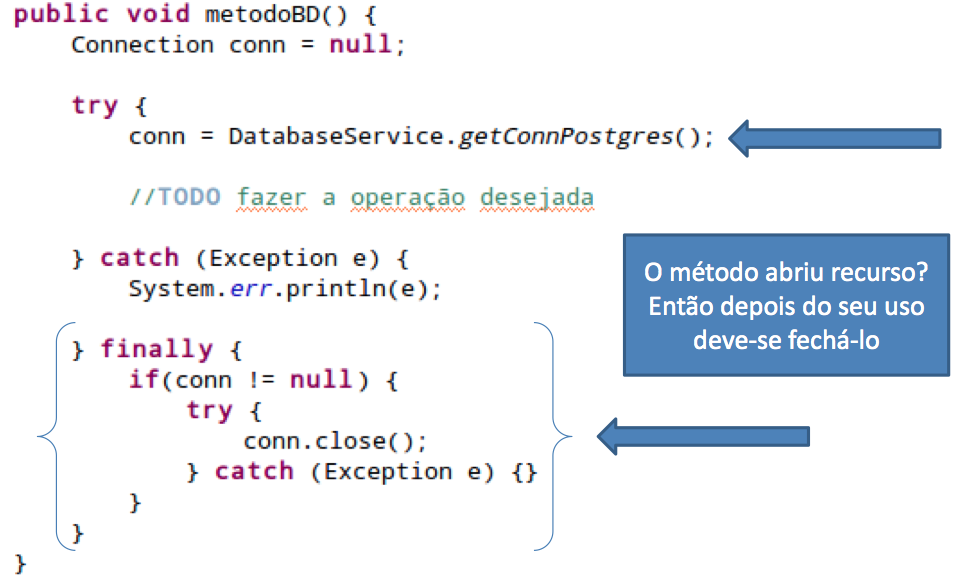 public void metodoBD() {
    Connection conn = null;

    try {
        conn = DatabaseService.getConnPostgres();

        //TODO fazer a operação desejada

    } catch (Exception e) {
        System.err.println(e);

    } finally {
        if(conn != null) {
            try {
                conn.close();
            } catch (Exception e) {}
        }
    }
}
O método abriu recurso?
Então depois do seu uso
deve-se fechá-lo